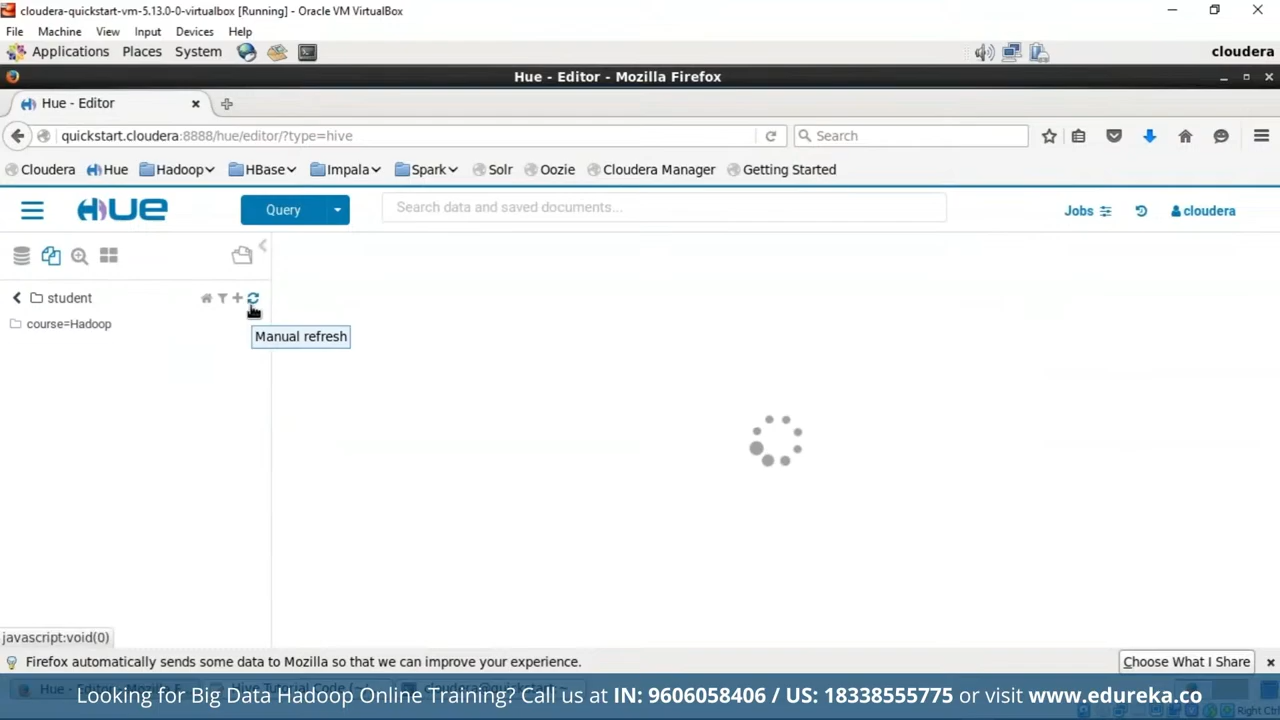 cloudera-quickstart-vm-5.13.0-0-virtualbox [Running] - Oracle VM VirtualBox
File Machine View Input Devices Help
Applications Places System cloudera
Hue - Editor - Mozilla Firefox
Hue - Editor
quickstart.cloudera:8888/hue/editor/?type=hive Search
Cloudera Hue Hadoop HBase Impala Spark Solr Oozie Cloudera Manager Getting Started
HUE Query Search data and saved documents... Jobs cloudera
student
course=Hadoop
Manual refresh
javascript:void(0)
Firefox automatically sends some data to Mozilla so that we can improve your experience. Choose What I Share
Looking for Big Data Hadoop Online Training? Call us at IN: 9606058406 / US: 18338555775 or visit www.edureka.co
Right Ctrl